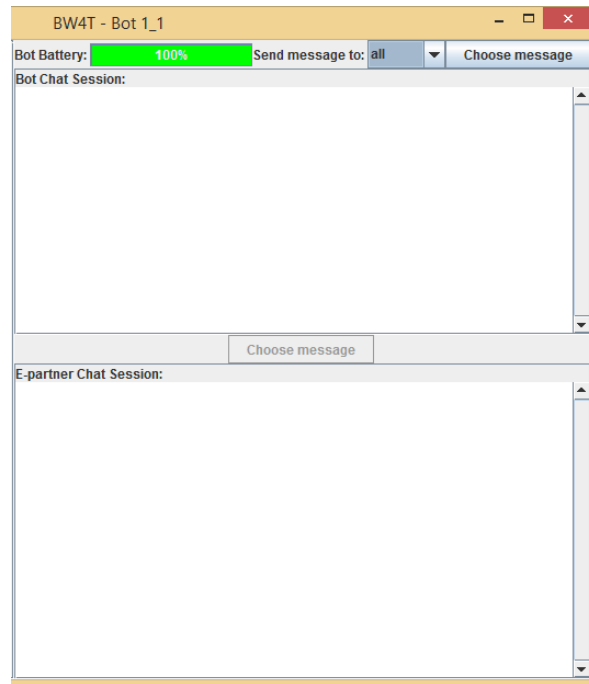 BW4T - Bot 1_1
Bot Battery: 100% Send message to: all Choose message
Bot Chat Session:
Choose message
E-partner Chat Session: